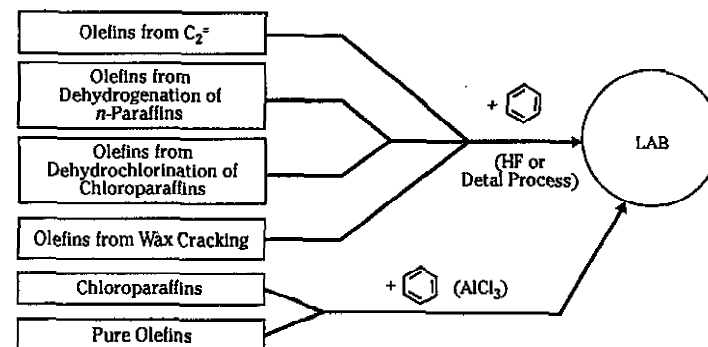 Olefins from C₂⁼
Olefins from
Dehydrogenation of
n-Paraffins
Olefins from
Dehydrochlorination of
Chloroparaffins
Olefins from Wax Cracking
Chloroparaffins
Pure Olefins
+
(HF or
Detal Process)
+ (AlCl₃)
LAB